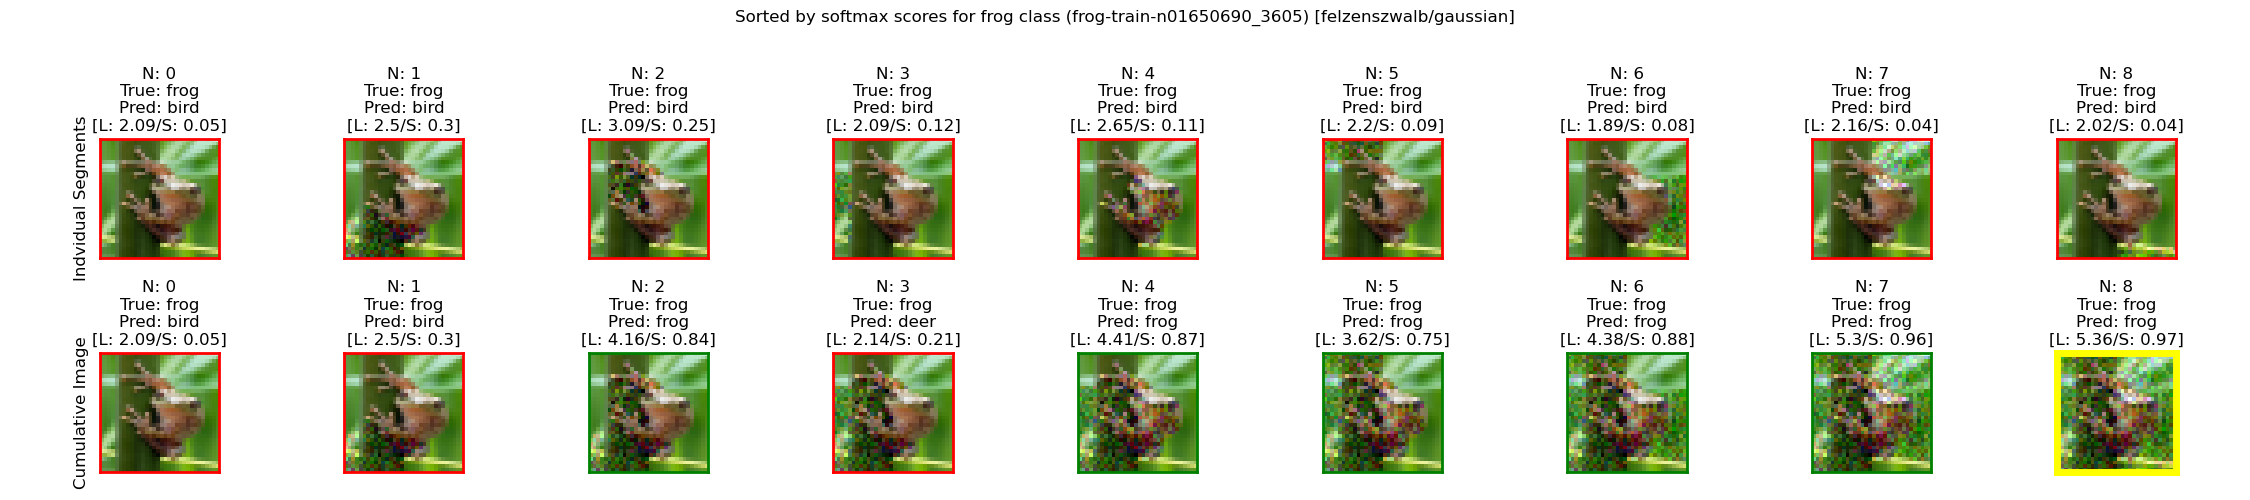 Sorted by softmax scores for frog class (frog-train-n01650690_3605) [felzenszwalb/gaussian]
Indvidual Segments
N: 0
True: frog
Pred: bird
[L: 2.09/S: 0.05]
N: 1
True: frog
Pred: bird
[L: 2.5/S: 0.3]
N: 2
True: frog
Pred: bird
[L: 3.09/S: 0.25]
N: 3
True: frog
Pred: bird
[L: 2.09/S: 0.12]
N: 4
True: frog
Pred: bird
[L: 2.65/S: 0.11]
N: 5
True: frog
Pred: bird
[L: 2.2/S: 0.09]
N: 6
True: frog
Pred: bird
[L: 1.89/S: 0.08]
N: 7
True: frog
Pred: bird
[L: 2.16/S: 0.04]
N: 8
True: frog
Pred: bird
[L: 2.02/S: 0.04]
Cumulative Image
N: 0
True: frog
Pred: bird
[L: 2.09/S: 0.05]
N: 1
True: frog
Pred: bird
[L: 2.5/S: 0.3]
N: 2
True: frog
Pred: frog
[L: 4.16/S: 0.84]
N: 3
True: frog
Pred: deer
[L: 2.14/S: 0.21]
N: 4
True: frog
Pred: frog
[L: 4.41/S: 0.87]
N: 5
True: frog
Pred: frog
[L: 3.62/S: 0.75]
N: 6
True: frog
Pred: frog
[L: 4.38/S: 0.88]
N: 7
True: frog
Pred: frog
[L: 5.3/S: 0.96]
N: 8
True: frog
Pred: frog
[L: 5.36/S: 0.97]